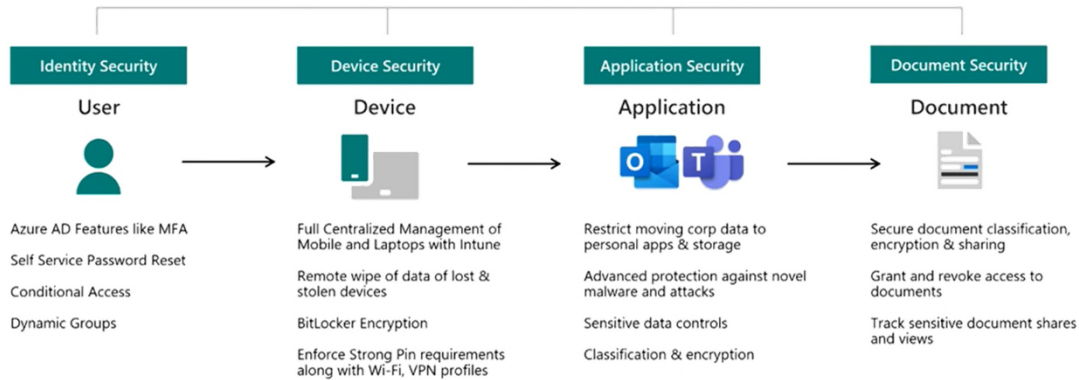 Identity Security
User
Azure AD Features like MFA
Self Service Password Reset
Conditional Access
Dynamic Groups
Device Security
Device
Full Centralized Management of
Mobile and Laptops with Intune
Remote wipe of data of lost &
stolen devices
BitLocker Encryption
Enforce Strong Pin requirements
along with Wi-Fi, VPN profiles
Application Security
Application
O
T
Restrict moving corp data to
personal apps & storage
Advanced protection against novel
malware and attacks
Sensitive data controls
Classification & encryption
Document Security
Document
Secure document classification,
encryption & sharing
Grant and revoke access to
documents
Track sensitive document shares
and views